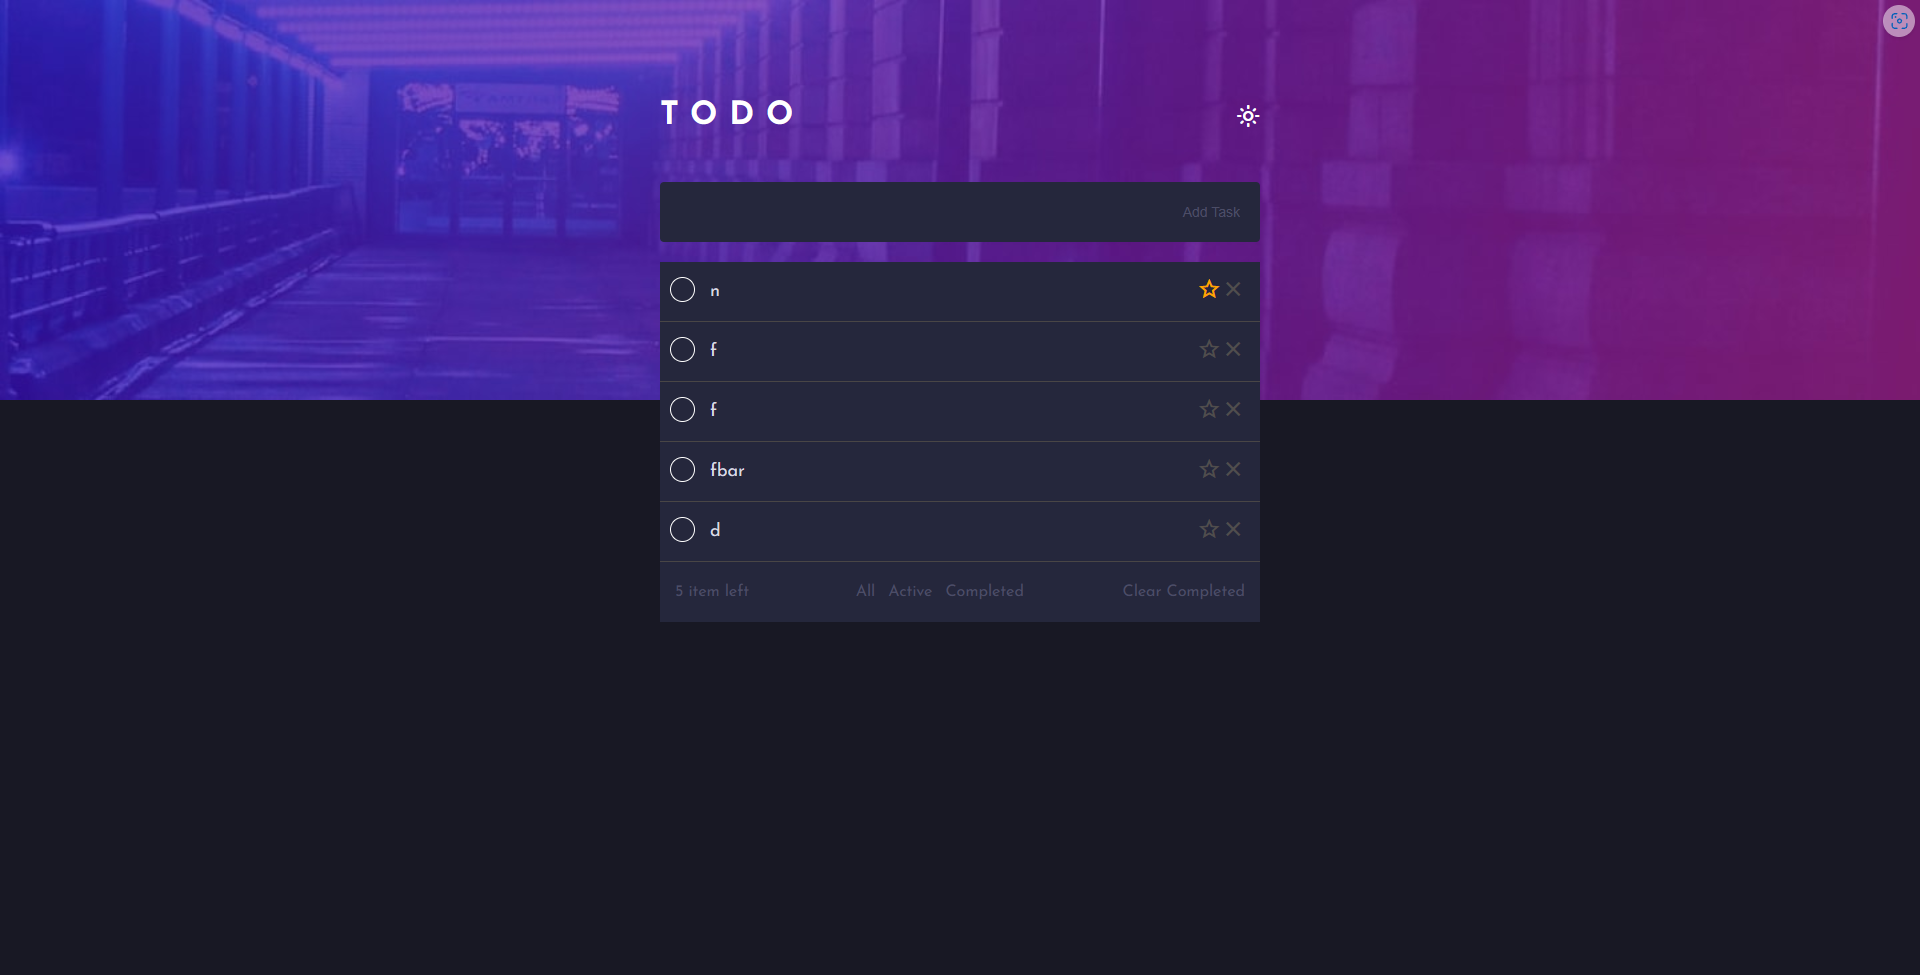 TODO
Add Task
n
f
f
fbar
d
5 item left All Active Completed Clear Completed